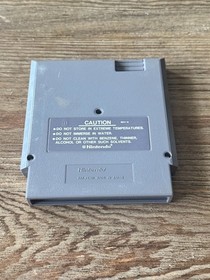 CAUTION
●DO NOT STORE IN EXTREME TEMPERATURES.
●DO NOT IMMERSE IN WATER.
●DO NOT CLEAN WITH BENZENE, THINNER,
ALCOHOL OR OTHER SUCH SOLVENTS.
Nintendo
Nintendo